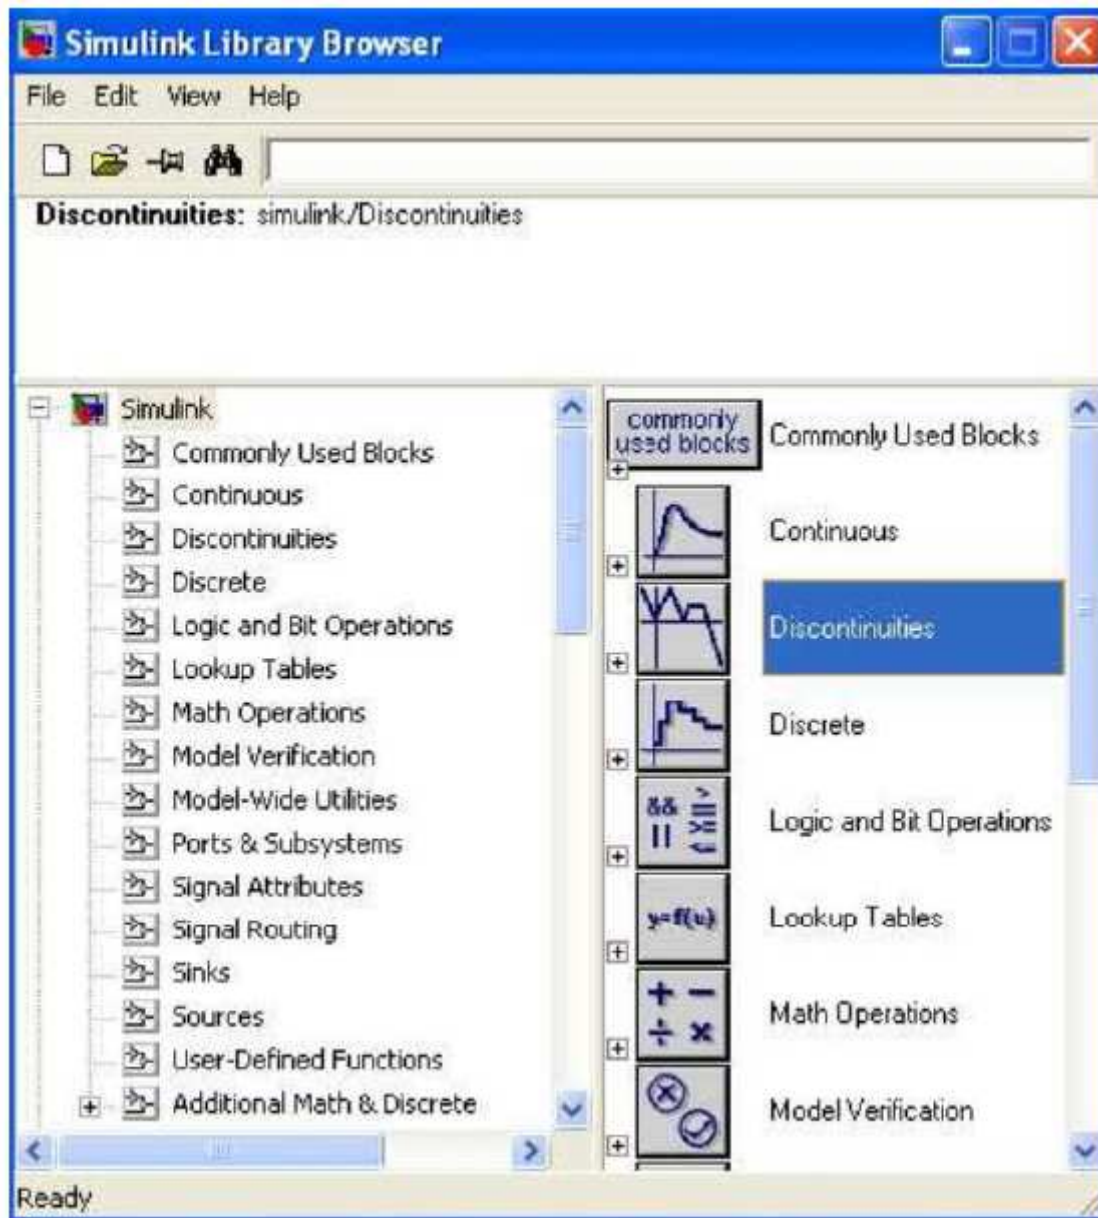 Simulink Library Browser
File Edit View Help
Discontinuities: simulink/Discontinuities
Simulink
Commonly Used Blocks
Continuous
Discontinuities
Discrete
Logic and Bit Operations
Lookup Tables
Math Operations
Model Verification
Model-Wide Utilities
Ports & Subsystems
Signal Attributes
Signal Routing
Sinks
Sources
User-Defined Functions
Additional Math & Discrete
commonly
used blocks
Commonly Used Blocks
Continuous
Discontinuities
Discrete
&& >
|| >=
<=
Logic and Bit Operations
y=f(u)
Lookup Tables
+ −
÷ ×
Math Operations
Model Verification
Ready